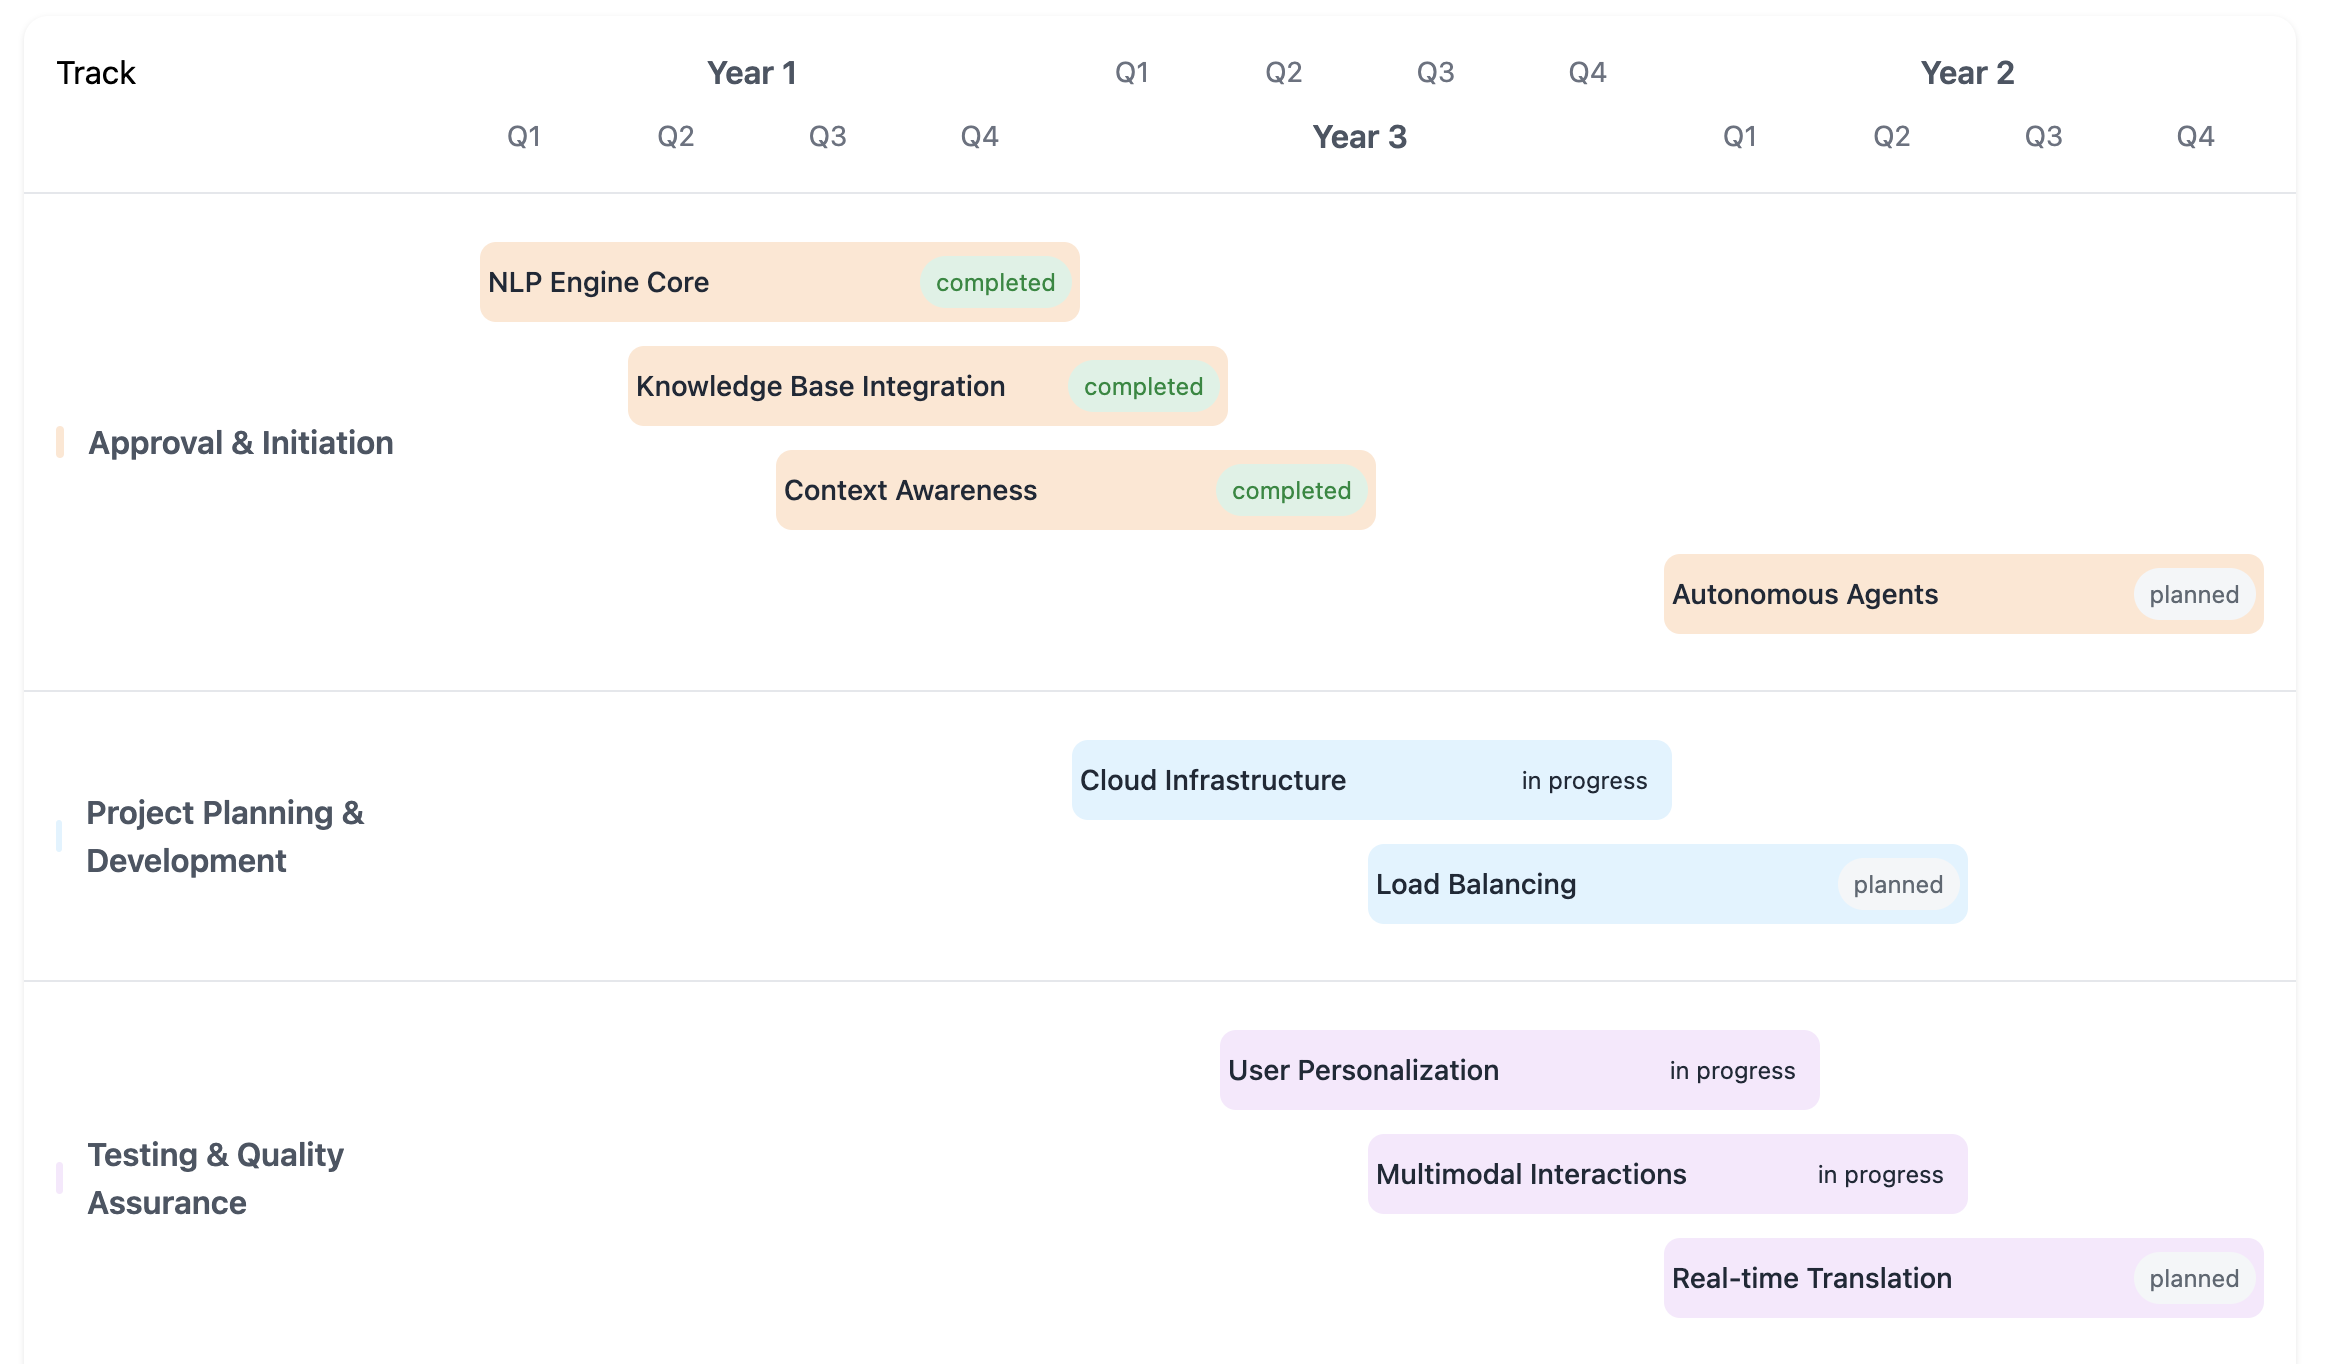 Track
Year 1
Q1
Q2
Q3
Q4
Year 2
Q1
Q2
Q3
Q4
Year 3
Q1
Q2
Q3
Q4
Approval & Initiation
NLP Engine Core
completed
Knowledge Base Integration
completed
Context Awareness
completed
Autonomous Agents
planned
Project Planning &
Development
Cloud Infrastructure
in progress
Load Balancing
planned
Testing & Quality
Assurance
User Personalization
in progress
Multimodal Interactions
in progress
Real-time Translation
planned